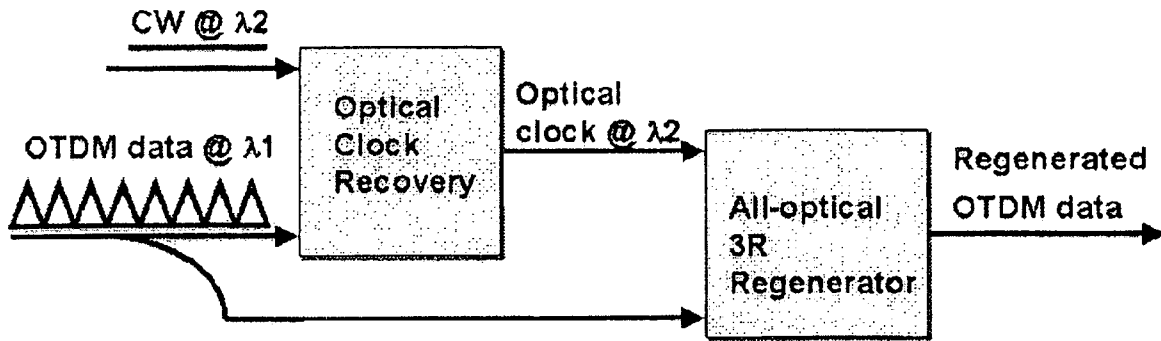 CW @ λ2
OTDM data @ λ1
Optical
Clock
Recovery
Optical
clock @ λ2
All-optical
3R
Regenerator
Regenerated
OTDM data